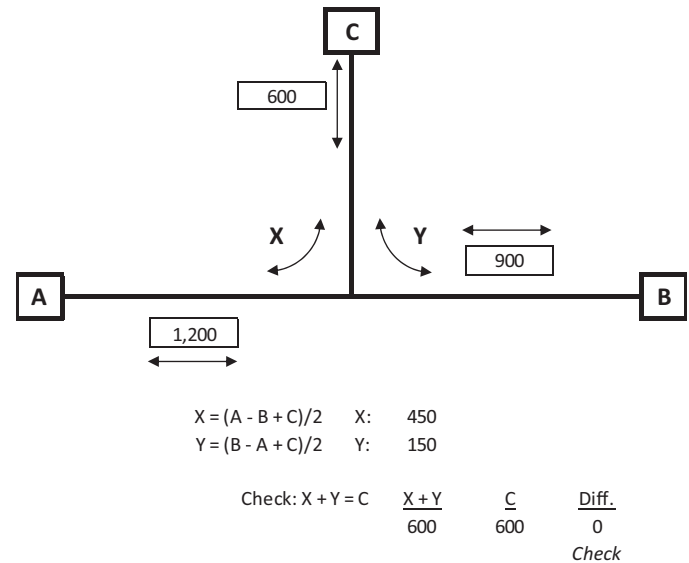 C
600
X Y
900
A B
1,200
X = (A - B + C)/2 X: 450
Y = (B - A + C)/2 Y: 150
Check: X + Y = C X + Y C Diff.
600 600 0
Check